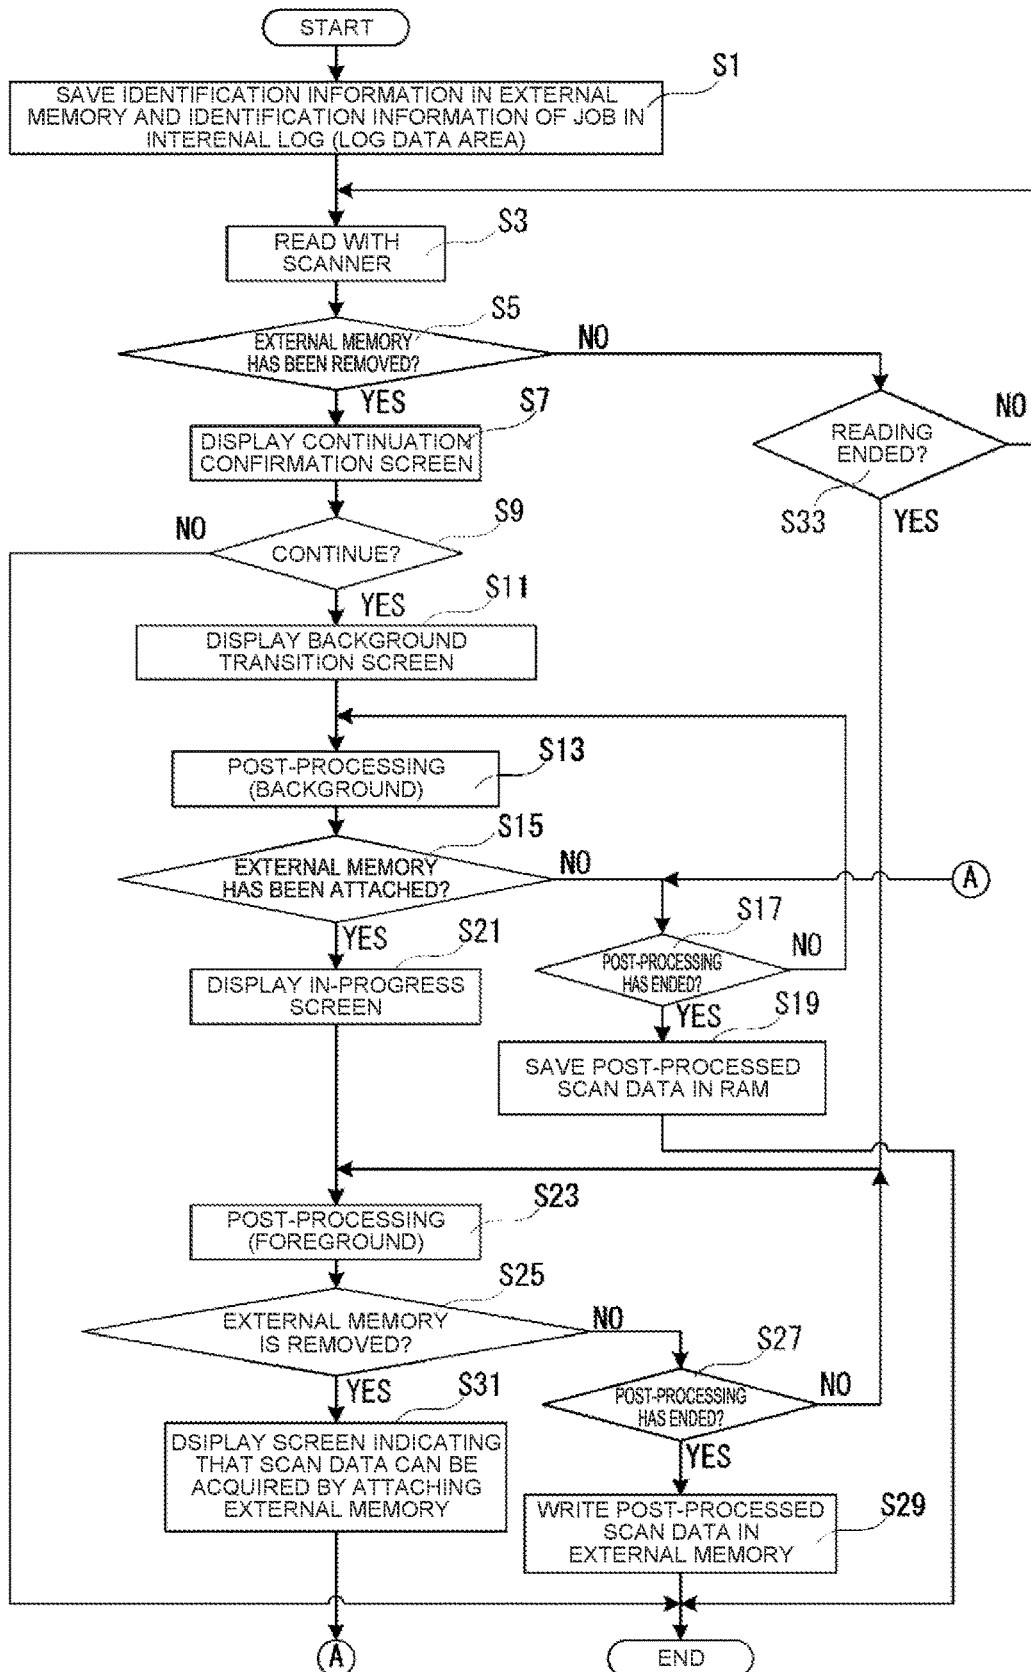 START
S1
SAVE IDENTIFICATION INFORMATION IN EXTERNAL
MEMORY AND IDENTIFICATION INFORMATION OF JOB IN
INTERENAL LOG (LOG DATA AREA)
S3
READ WITH
SCANNER
S5
EXTERNAL MEMORY
HAS BEEN REMOVED?
NO
YES
S7
DISPLAY CONTINUATION
CONFIRMATION SCREEN
READING
ENDED?
NO
S33
YES
S9
NO
CONTINUE?
YES
S11
DISPLAY BACKGROUND
TRANSITION SCREEN
S13
POST-PROCESSING
(BACKGROUND)
S15
EXTERNAL MEMORY
HAS BEEN ATTACHED?
NO
A
YES
S17
POST-PROCESSING
HAS ENDED?
NO
YES
S21
DISPLAY IN-PROGRESS
SCREEN
S19
SAVE POST-PROCESSED
SCAN DATA IN RAM
S23
POST-PROCESSING
(FOREGROUND)
S25
EXTERNAL MEMORY
IS REMOVED?
NO
YES
S27
POST-PROCESSING
HAS ENDED?
NO
YES
S31
DSIPLAY SCREEN INDICATING
THAT SCAN DATA CAN BE
ACQUIRED BY ATTACHING
EXTERNAL MEMORY
S29
WRITE POST-PROCESSED
SCAN DATA IN
EXTERNAL MEMORY
A
END